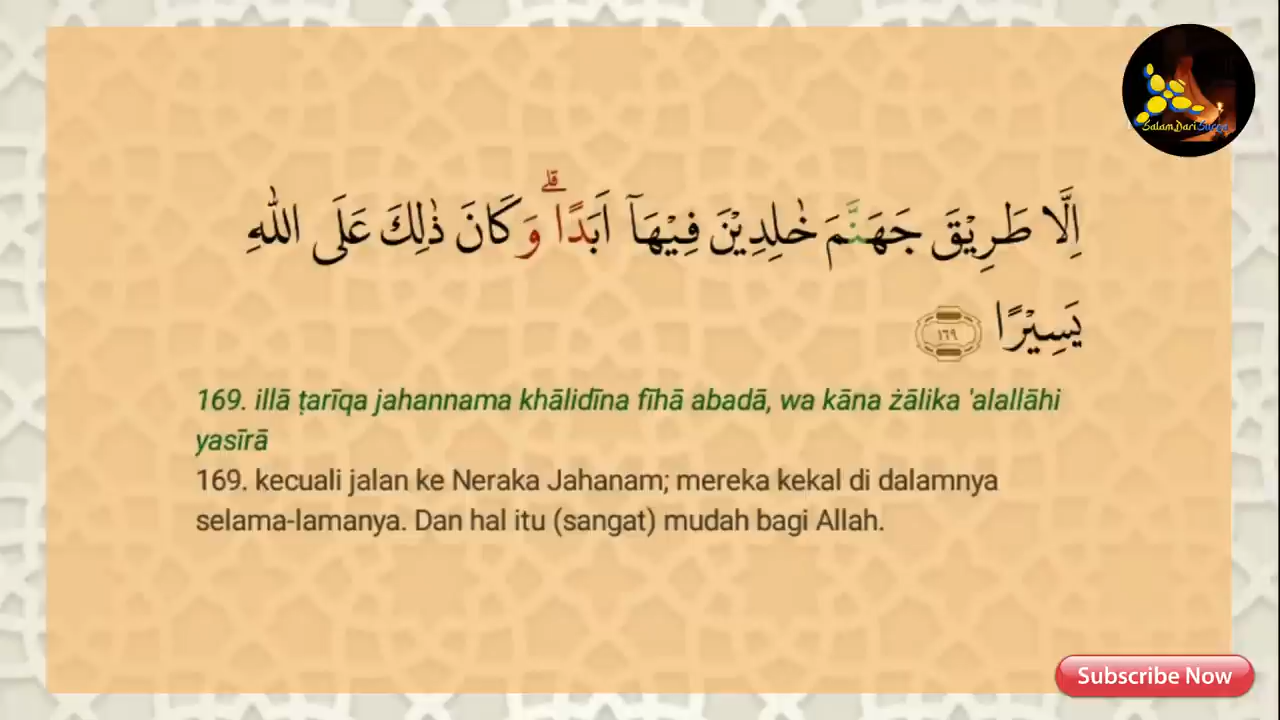 SalamDariSurga
اِلَّا طَرِيْقَ جَهَنَّمَ خٰلِدِيْنَ فِيْهَآ اَبَدًا ۗوَكَانَ ذٰلِكَ عَلَى اللّٰهِ
يَسِيْرًا ١٦٩
169. illā ṭarīqa jahannama khālidīna fīhā abadā, wa kāna żālika 'alallāhi
yasīrā
169. kecuali jalan ke Neraka Jahanam; mereka kekal di dalamnya
selama-lamanya. Dan hal itu (sangat) mudah bagi Allah.
Subscribe Now